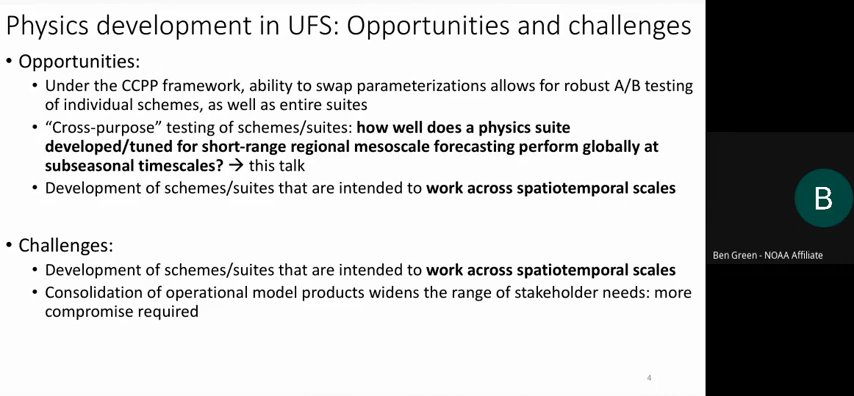 Physics development in UFS: Opportunities and challenges
• Opportunities:
• Under the CCPP framework, ability to swap parameterizations allows for robust A/B testing
of individual schemes, as well as entire suites
• “Cross-purpose” testing of schemes/suites: how well does a physics suite
developed/tuned for short-range regional mesoscale forecasting perform globally at
subseasonal timescales? → this talk
• Development of schemes/suites that are intended to work across spatiotemporal scales
• Challenges:
• Development of schemes/suites that are intended to work across spatiotemporal scales
• Consolidation of operational model products widens the range of stakeholder needs: more
compromise required
4
B
Ben Green - NOAA Affiliate